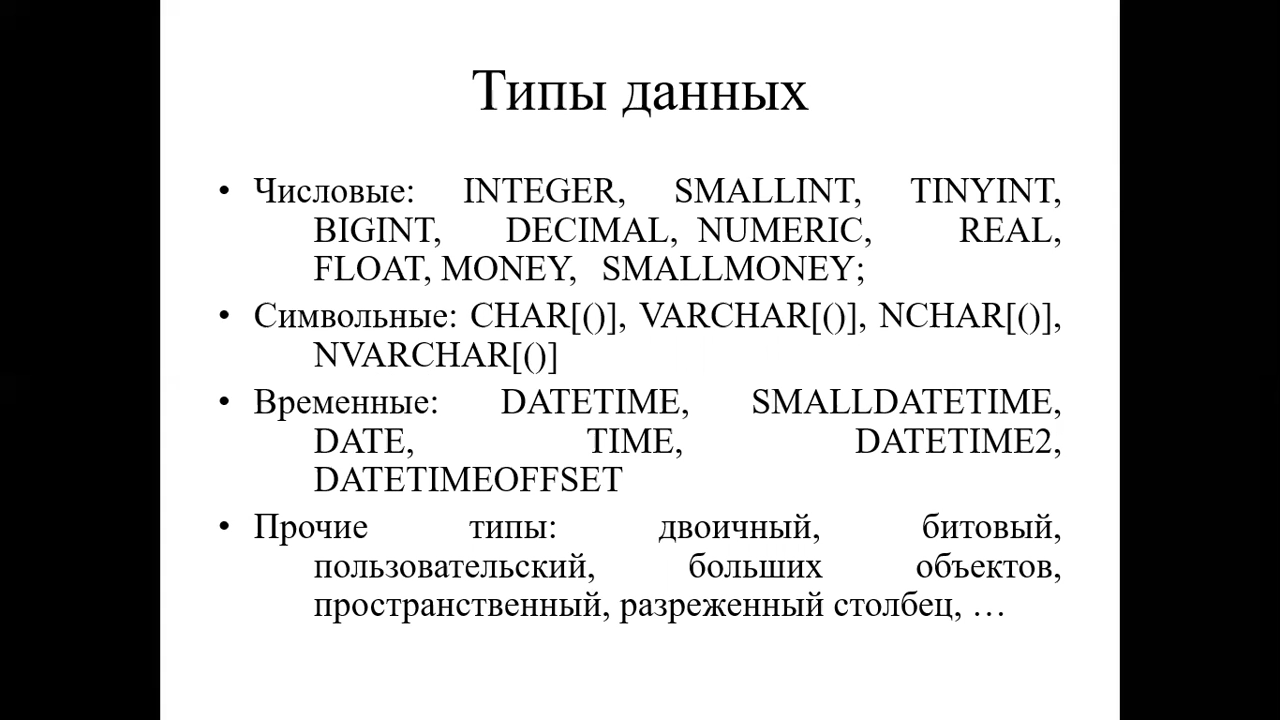 Типы данных
• Числовые: INTEGER, SMALLINT, TINYINT,
BIGINT, DECIMAL, NUMERIC, REAL,
FLOAT, MONEY, SMALLMONEY;
• Символьные: CHAR[()], VARCHAR[()], NCHAR[()],
NVARCHAR[()]
• Временные: DATETIME, SMALLDATETIME,
DATE, TIME, DATETIME2,
DATETIMEOFFSET
• Прочие типы: двоичный, битовый,
пользовательский, больших объектов,
пространственный, разреженный столбец, …